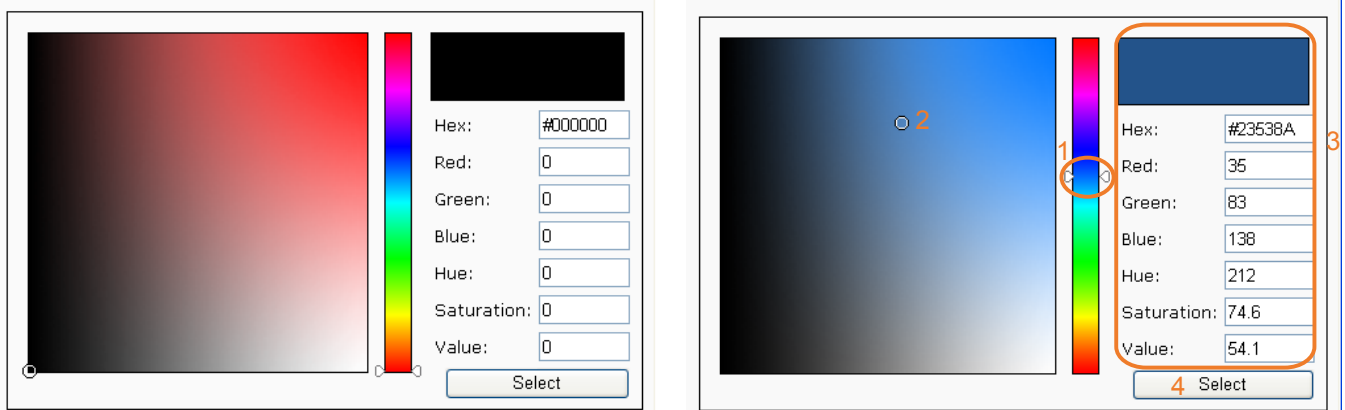 Hex: #000000
Red: 0
Green: 0
Blue: 0
Hue: 0
Saturation: 0
Value: 0
Select
2
1
3
Hex: #23538A
Red: 35
Green: 83
Blue: 138
Hue: 212
Saturation: 74.6
Value: 54.1
4 Select